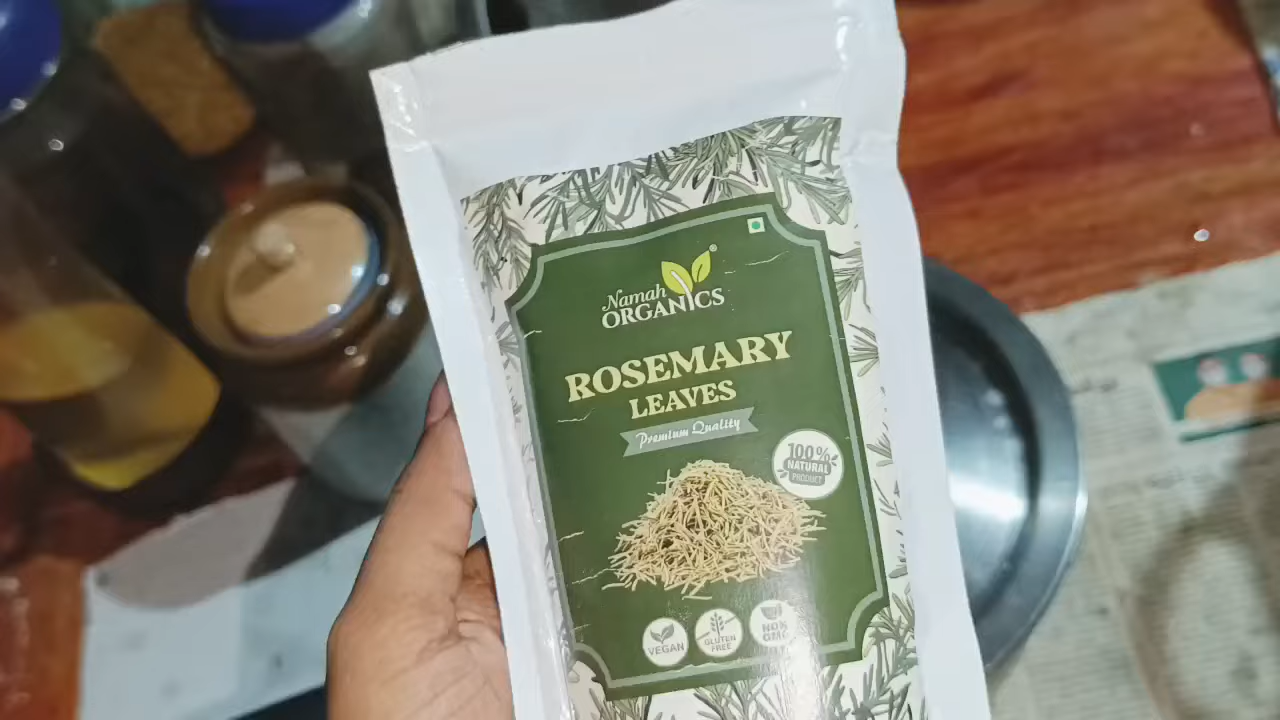 Namah
ORGANICS
ROSEMARY
LEAVES
Premium Quality
100%
NATURAL
PRODUCT
VEGAN
GLUTEN
FREE
NON
GMO